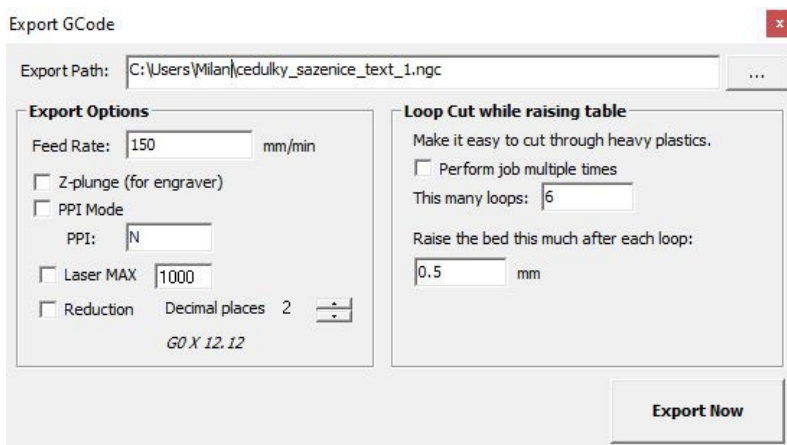 Export GCode
x
Export Path: C:\Users\Milan\cedulky_sazenice_text_1.ngc ...
Export Options
Feed Rate: 150 mm/min
Z-plunge (for engraver)
PPI Mode
PPI: N
Laser MAX 1000
Reduction Decimal places 2
G0 X 12.12
Loop Cut while raising table
Make it easy to cut through heavy plastics.
Perform job multiple times
This many loops: 6
Raise the bed this much after each loop:
0.5 mm
Export Now